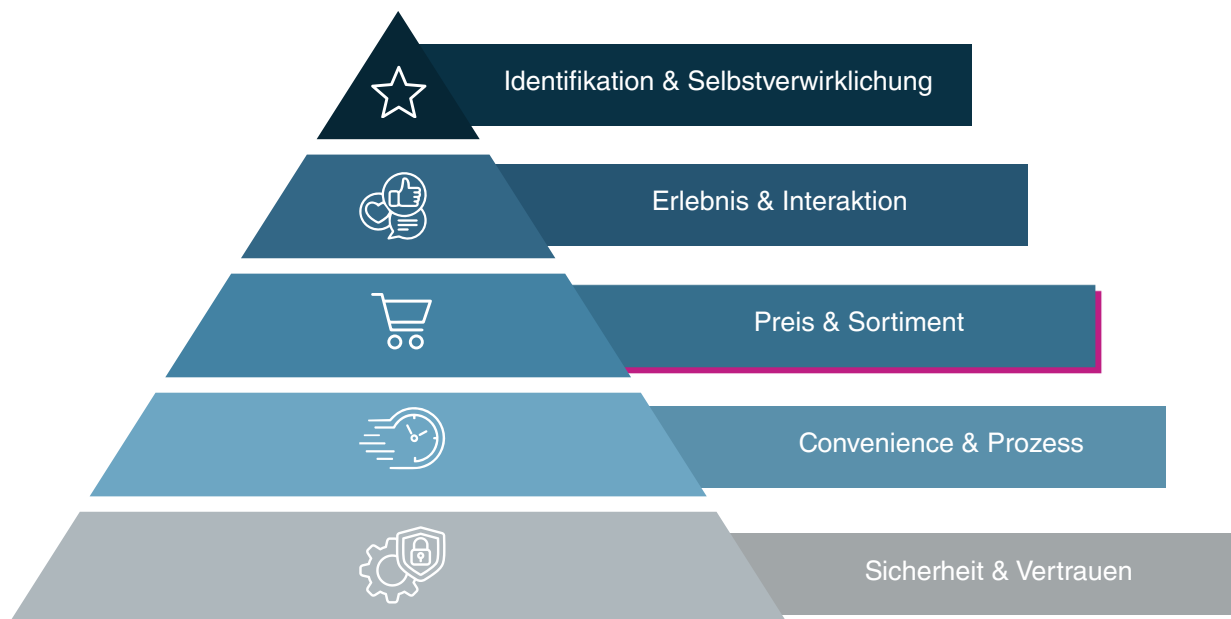 Identifikation & Selbstverwirklichung
Erlebnis & Interaktion
Preis & Sortiment
Convenience & Prozess
Sicherheit & Vertrauen